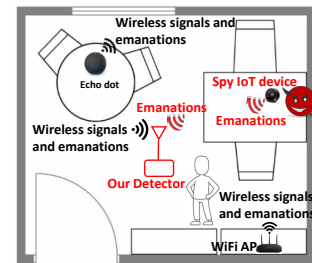 Wireless signals and
emanations
Echo dot
Spy IoT device
Emanations
Emanations
Wireless signals
and emanations
Our Detector
Wireless signals
and emanations
WiFi AP